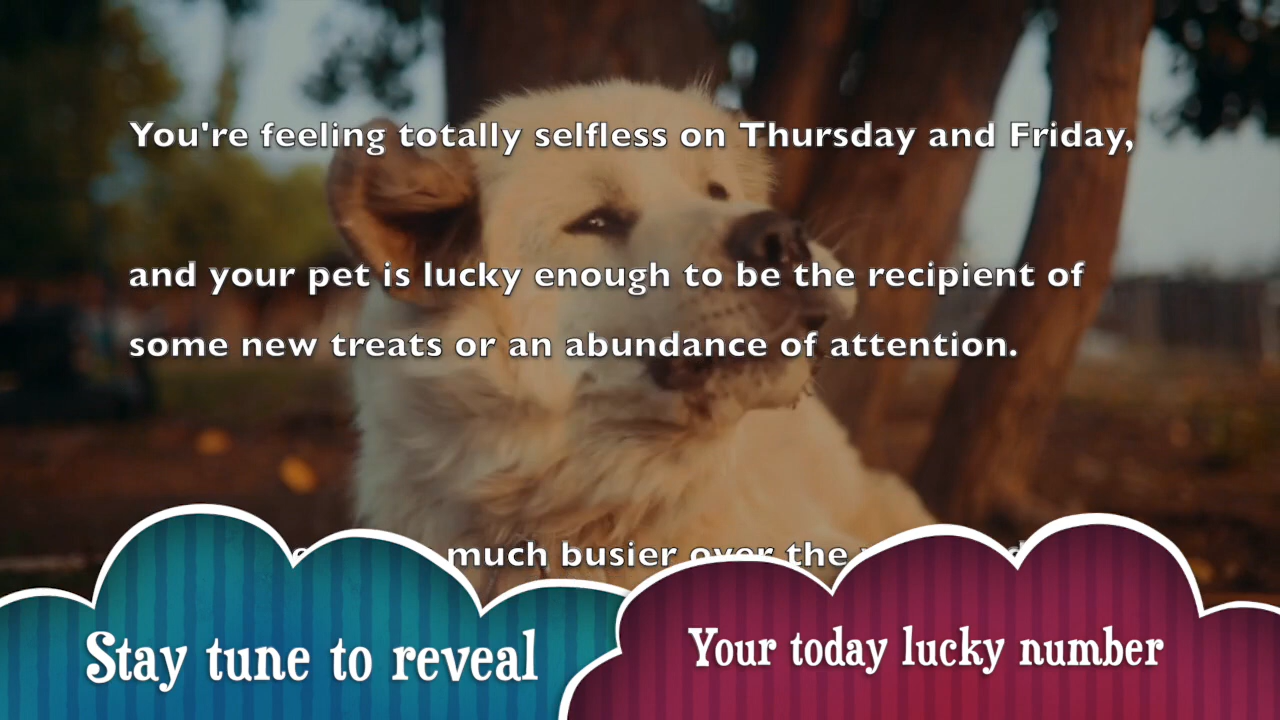 You're feeling totally selfless on Thursday and Friday,
and your pet is lucky enough to be the recipient of
some new treats or an abundance of attention.
much busier over the
Stay tune to reveal
Your today lucky number